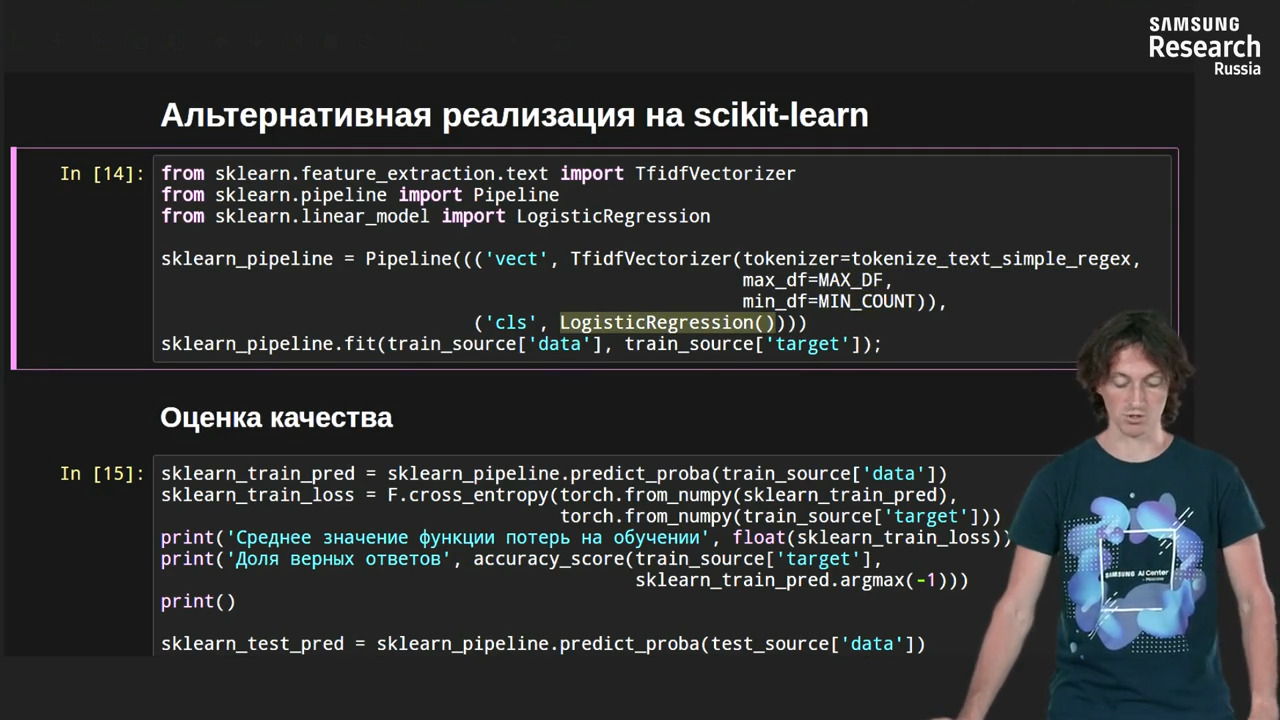 SAMSUNG
Research
Russia
Альтернативная реализация на scikit-learn
In [14]:
from sklearn.feature_extraction.text import TfidfVectorizer
from sklearn.pipeline import Pipeline
from sklearn.linear_model import LogisticRegression
sklearn_pipeline = Pipeline((('vect', TfidfVectorizer(tokenizer=tokenize_text_simple_regex,
max_df=MAX_DF,
min_df=MIN_COUNT)),
('cls', LogisticRegression())))
sklearn_pipeline.fit(train_source['data'], train_source['target']);
Оценка качества
In [15]:
sklearn_train_pred = sklearn_pipeline.predict_proba(train_source['data'])
sklearn_train_loss = F.cross_entropy(torch.from_numpy(sklearn_train_pred),
torch.from_numpy(train_source['target']))
print('Среднее значение функции потерь на обучении', float(sklearn_train_loss))
print('Доля верных ответов', accuracy_score(train_source['target'],
sklearn_train_pred.argmax(-1)))
print()
sklearn_test_pred = sklearn_pipeline.predict_proba(test_source['data'])
SAMSUNG AI Center